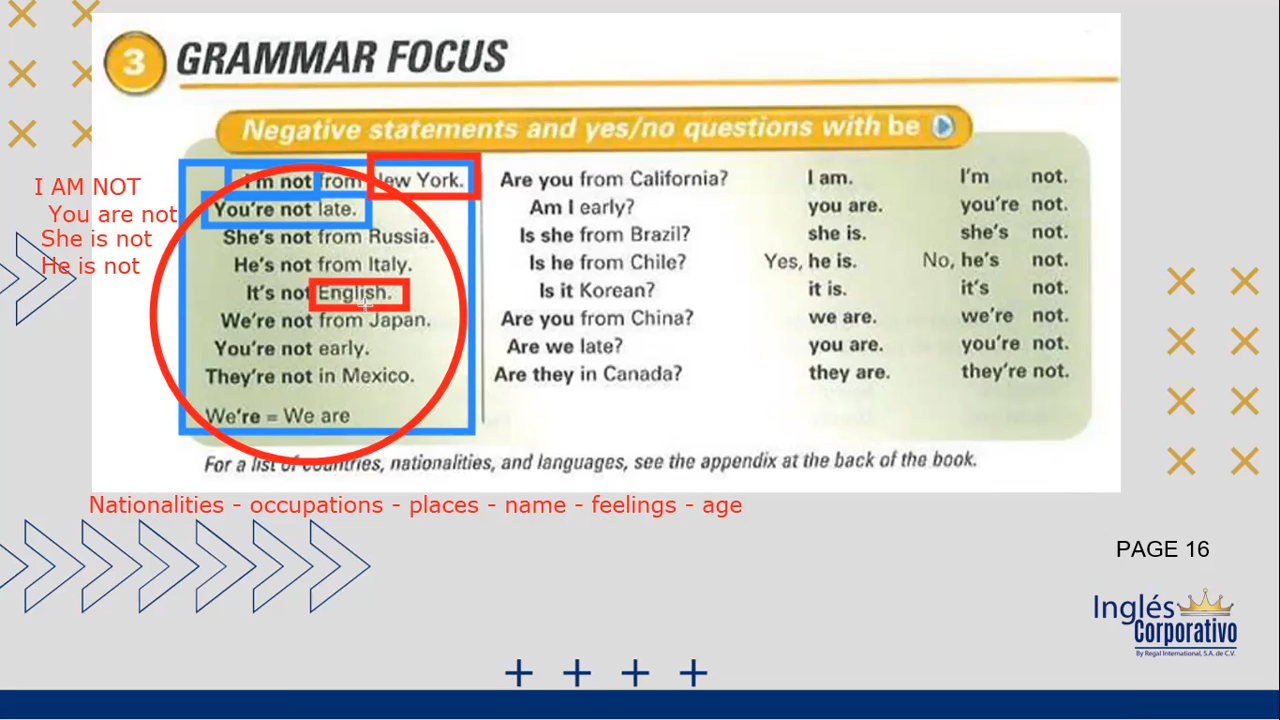 3 GRAMMAR FOCUS
Negative statements and yes/no questions with be
I'm not from New York. Are you from California? I am. I'm not.
You're not late. Am I early? you are. you're not.
She's not from Russia. Is she from Brazil? she is. she's not.
He's not from Italy. Is he from Chile? Yes, he is. No, he's not.
It's not English. Is it Korean? it is. it's not.
We're not from Japan. Are you from China? we are. we're not.
You're not early. Are we late? you are. you're not.
They're not in Mexico. Are they in Canada? they are. they're not.
We're = We are
For a list of countries, nationalities, and languages, see the appendix at the back of the book.
I AM NOT
You are not
She is not
He is not
Nationalities - occupations - places - name - feelings - age
PAGE 16
Inglés
Corporativo
By Regal International, S.A. de C.V.